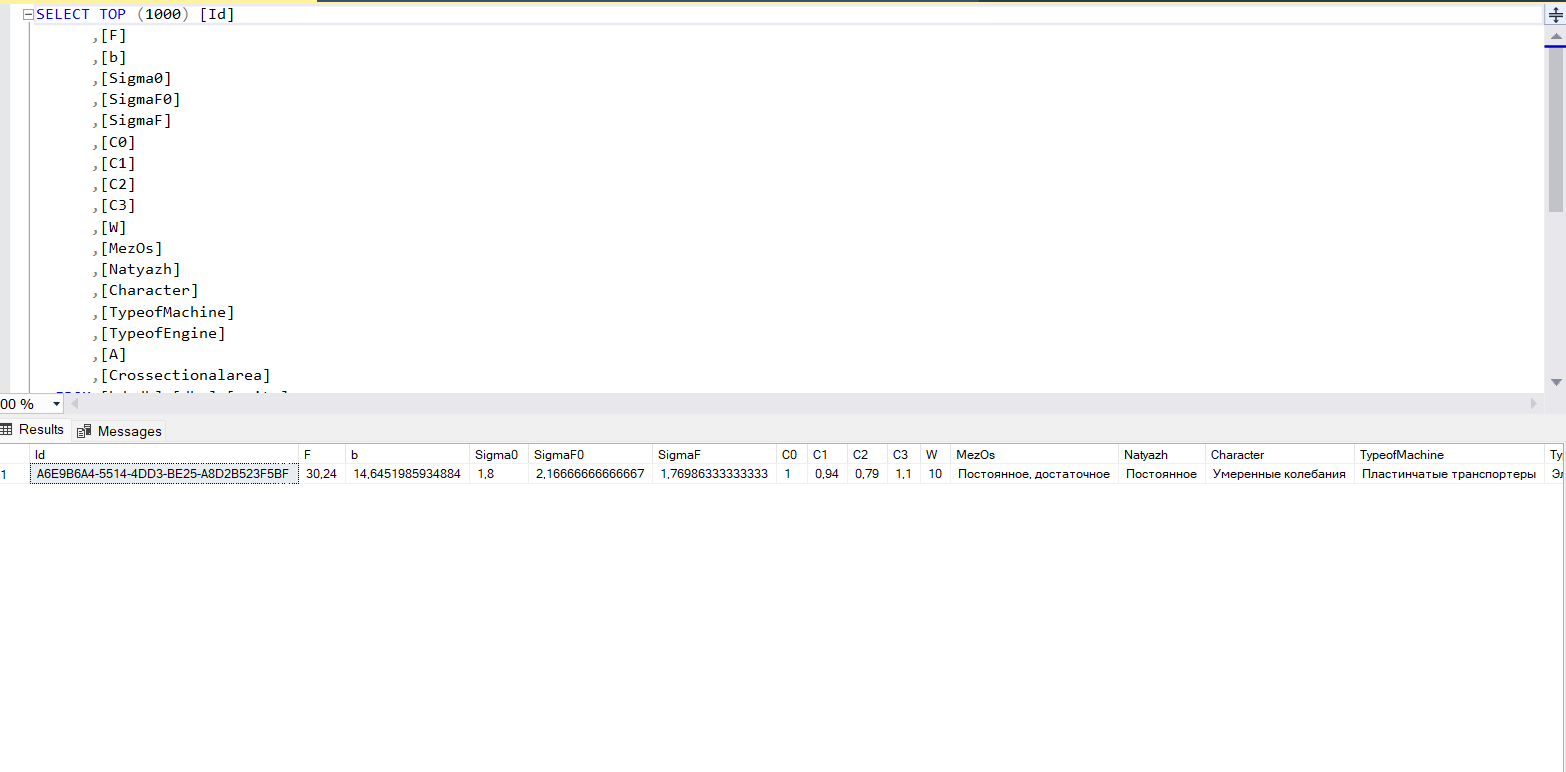 SELECT TOP (1000) [Id]
,[F]
,[b]
,[Sigma0]
,[SigmaF0]
,[SigmaF]
,[C0]
,[C1]
,[C2]
,[C3]
,[W]
,[MezOs]
,[Natyazh]
,[Character]
,[TypeofMachine]
,[TypeofEngine]
,[A]
,[Crossectionalarea]
00 %
Results Messages
Id F b Sigma0 SigmaF0 SigmaF C0 C1 C2 C3 W MezOs Natyazh Character TypeofMachine Ty
1 A6E9B6A4-5514-4DD3-BE25-A8D2B523F5BF 30,24 14,6451985934884 1,8 2,16666666666667 1,76986333333333 1 0,94 0,79 1,1 10 Постоянное, достаточное Постоянное Умеренные колебания Пластинчатые транспортеры Эл